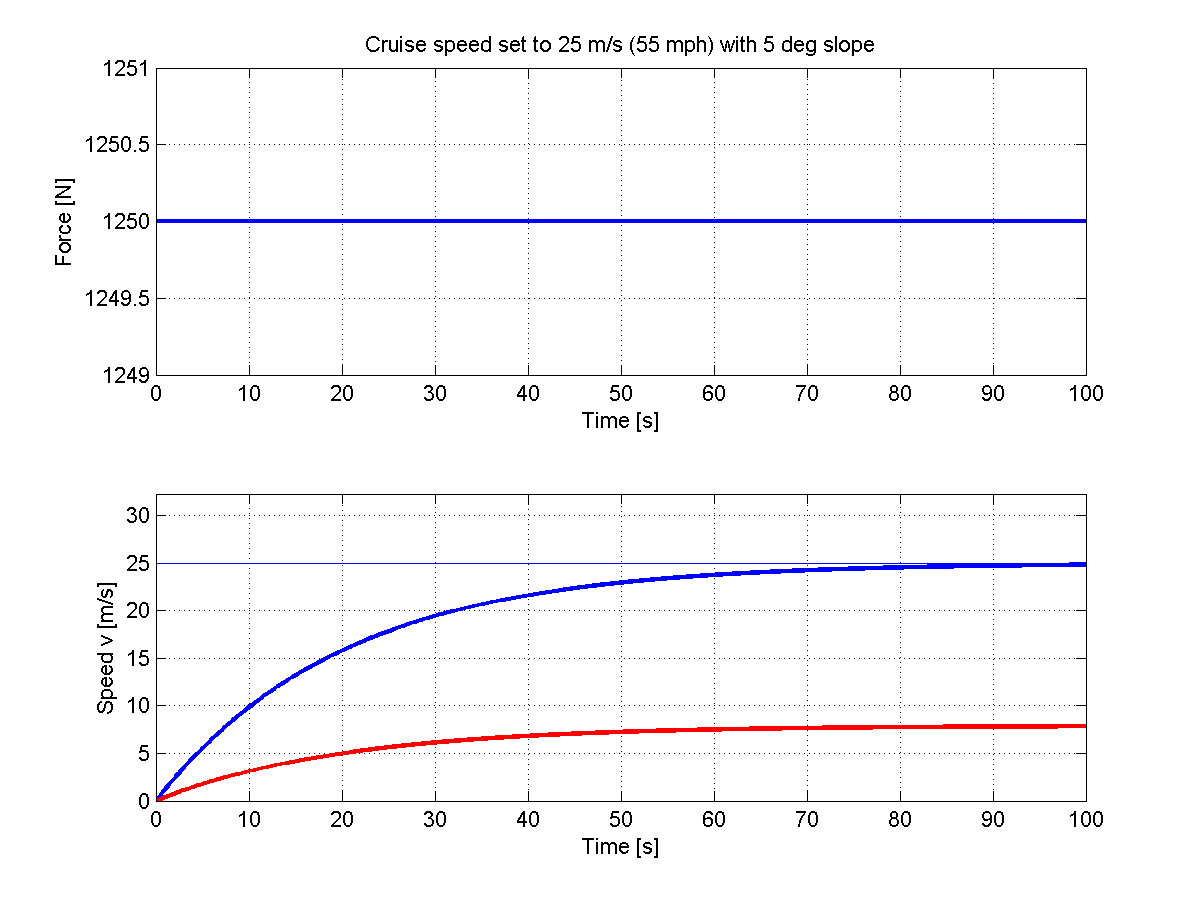 Cruise speed set to 25 m/s (55 mph) with 5 deg slope
1251
1250.5
1250
1249.5
1249
Force [N]
0 10 20 30 40 50 60 70 80 90 100
Time [s]
30
25
20
15
10
5
0
Speed v [m/s]
0 10 20 30 40 50 60 70 80 90 100
Time [s]